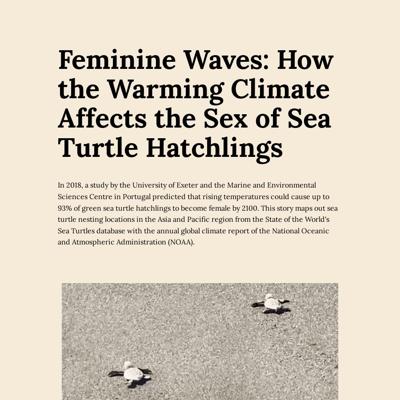 Feminine Waves: How
the Warming Climate
Affects the Sex of Sea
Turtle Hatchlings
In 2018, a study by the University of Exeter and the Marine and Environmental
Sciences Centre in Portugal predicted that rising temperatures could cause up to
93% of green sea turtle hatchlings to become female by 2100. This story maps out sea
turtle nesting locations in the Asia and Pacific region from the State of the World's
Sea Turtles database with the annual global climate report of the National Oceanic
and Atmospheric Administration (NOAA).